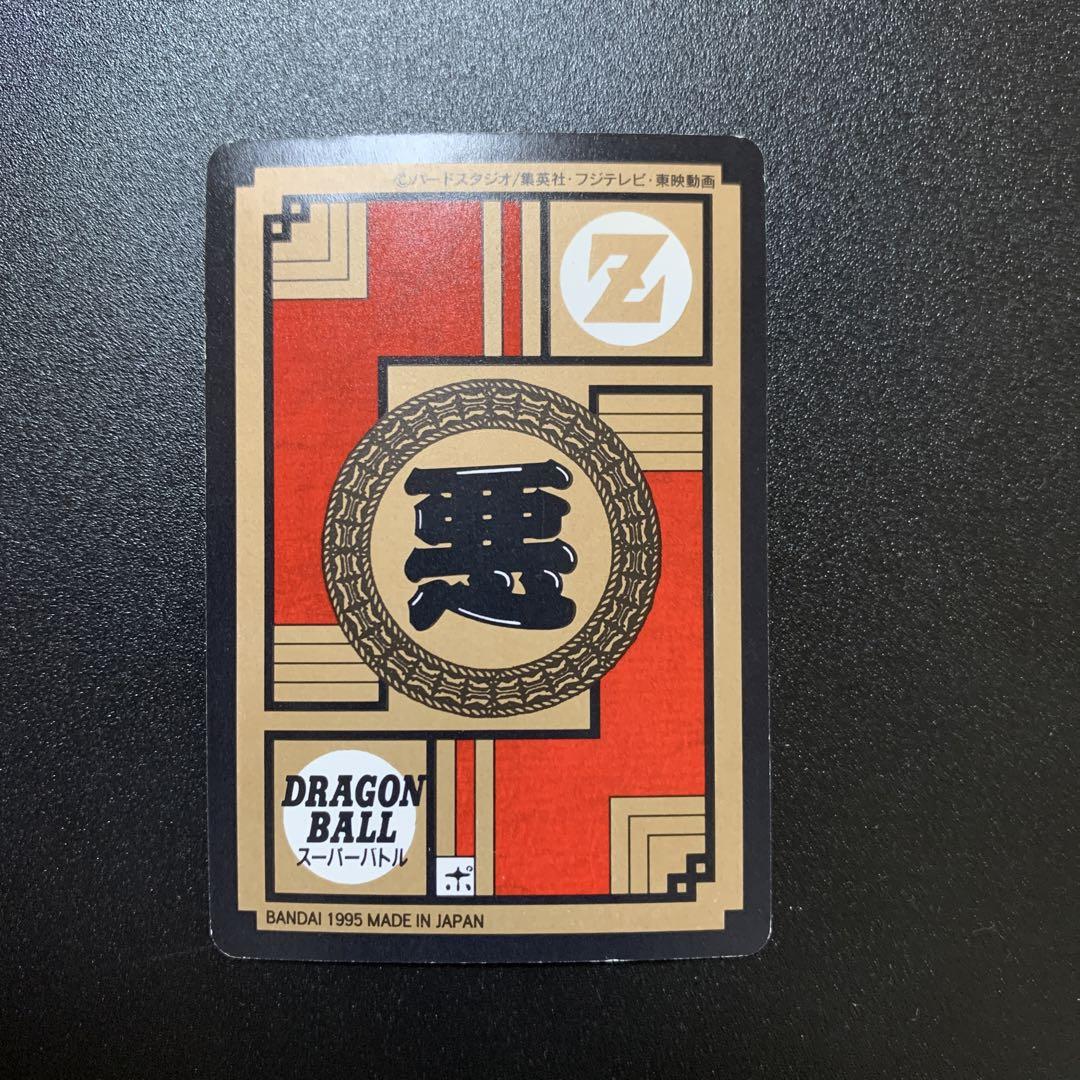 ©バードスタジオ/集英社・フジテレビ・東映動画
Z
悪
DRAGON
BALL
スーパーバトル
ポ
BANDAI 1995 MADE IN JAPAN